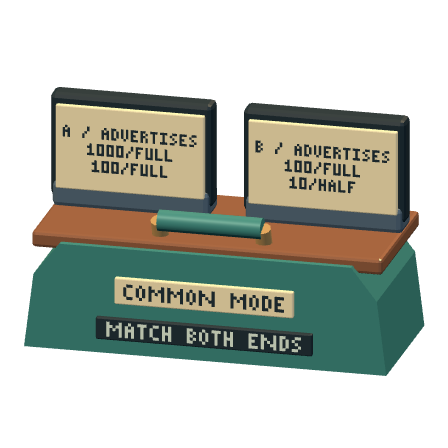 A / ADVERTISES
1000/FULL
100/FULL
B / ADVERTISES
100/FULL
10/HALF
COMMON MODE
MATCH BOTH ENDS